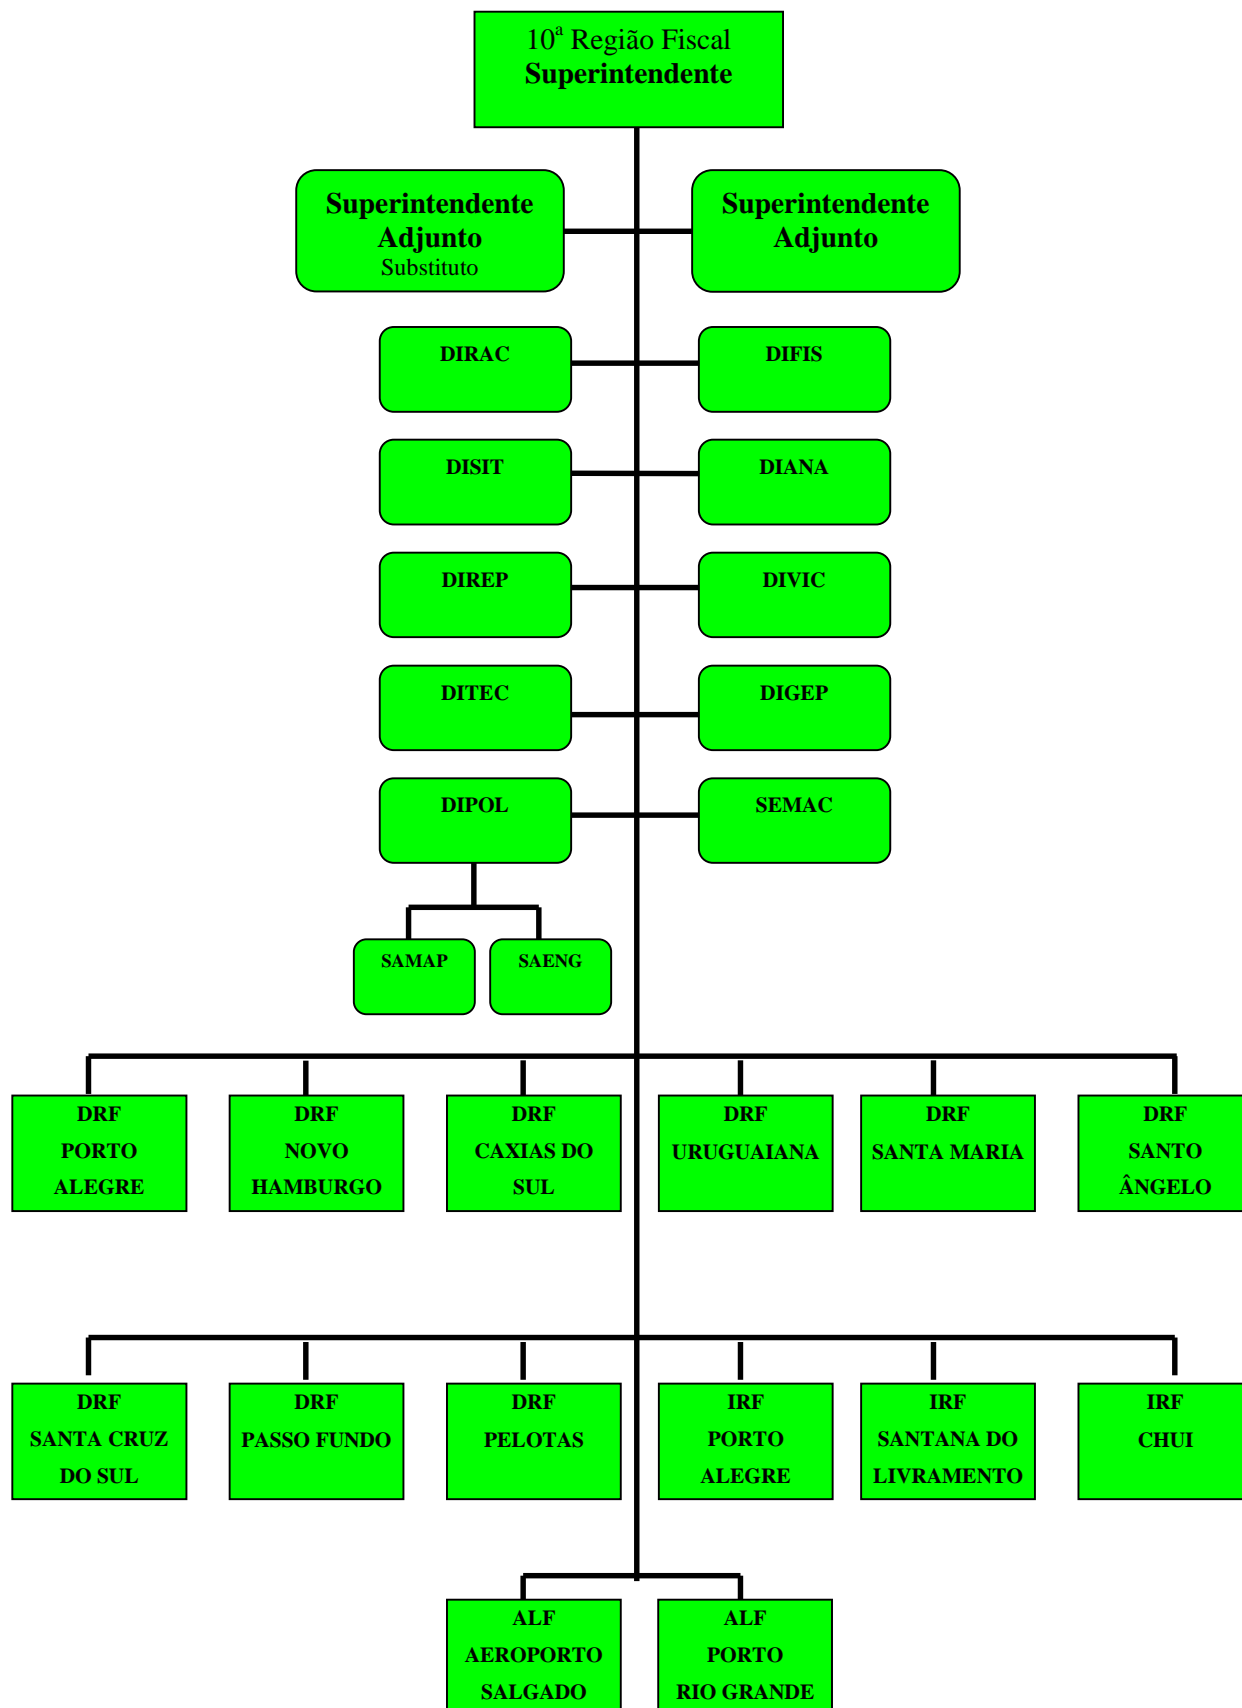 10ª Região Fiscal
Superintendente
Superintendente
Adjunto
Substituto
Superintendente
Adjunto
DIRAC
DIFIS
DISIT
DIANA
DIREP
DIVIC
DITEC
DIGEP
DIPOL
SEMAC
SAMAP
SAENG
DRF
PORTO
ALEGRE
DRF
NOVO
HAMBURGO
DRF
CAXIAS DO
SUL
DRF
URUGUAIANA
DRF
SANTA MARIA
DRF
SANTO
ÂNGELO
DRF
SANTA CRUZ
DO SUL
DRF
PASSO FUNDO
DRF
PELOTAS
IRF
PORTO
ALEGRE
IRF
SANTANA DO
LIVRAMENTO
IRF
CHUI
ALF
AEROPORTO
SALGADO
ALF
PORTO
RIO GRANDE